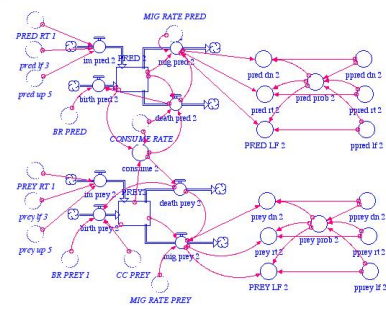 MIG RATE PRED
PRED RT 1
im pred 2
PRED 2
mig pred 2
pred lf 3
pred dn 2
ppred dn 2
pred up 5
birth pred 2
pred rt 2
pred prob 2
ppred rt 2
death pred 2
BR PRED
CONSUME RATE
PRED LF 2
ppred lf 2
consume 2
PREY RT 1
im prey 2
PREY 2
death prey 2
prey lf 3
prey dn 2
pprey dn 2
prey up 5
birth prey 2
prey rt 2
prey prob 2
pprey rt 2
mig prey 2
BR PREY 1
CC PREY
PREY LF 2
pprey lf 2
MIG RATE PREY